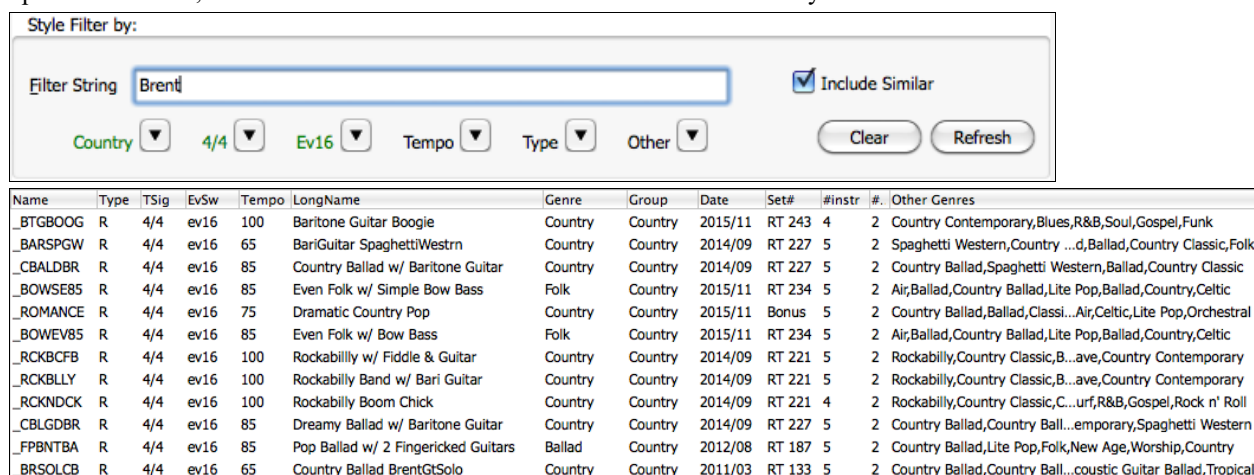 Style Filter by:
Filter String Brent Include Similar
Country 4/4 Ev16 Tempo Type Other Clear Refresh
Name Type TSig EvSw Tempo LongName Genre Group Date Set# #instr #. Other Genres
_BTGBOOG R 4/4 ev16 100 Baritone Guitar Boogie Country Country 2015/11 RT 243 4 2 Country Contemporary,Blues,R&B,Soul,Gospel,Funk
_BARSPGW R 4/4 ev16 65 BariGuitar SpaghettiWestrn Country Country 2014/09 RT 227 5 2 Spaghetti Western,Country ...d,Ballad,Country Classic,Folk
_CBALDBR R 4/4 ev16 85 Country Ballad w/ Baritone Guitar Country Country 2014/09 RT 227 5 2 Country Ballad,Spaghetti Western,Ballad,Country Classic
_BOWSE85 R 4/4 ev16 85 Even Folk w/ Simple Bow Bass Folk Country 2015/11 RT 234 5 2 Air,Ballad,Country Ballad,Lite Pop,Ballad,Country,Celtic
_ROMANCE R 4/4 ev16 75 Dramatic Country Pop Country Country 2015/11 Bonus 5 2 Country Ballad,Ballad,Classi...Air,Celtic,Lite Pop,Orchestral
_BOWEV85 R 4/4 ev16 85 Even Folk w/ Bow Bass Folk Country 2015/11 RT 234 5 2 Air,Ballad,Country Ballad,Lite Pop,Ballad,Country,Celtic
_RCKBCFB R 4/4 ev16 100 Rockabillly w/ Fiddle & Guitar Country Country 2014/09 RT 221 5 2 Rockabilly,Country Classic,B...ave,Country Contemporary
_RCKBLLY R 4/4 ev16 100 Rockabilly Band w/ Bari Guitar Country Country 2014/09 RT 221 5 2 Rockabilly,Country Classic,B...ave,Country Contemporary
_RCKNDCK R 4/4 ev16 100 Rockabilly Boom Chick Country Country 2014/09 RT 221 4 2 Rockabilly,Country Classic,C...urf,R&B,Gospel,Rock n' Roll
_CBLGDBR R 4/4 ev16 85 Dreamy Ballad w/ Baritone Guitar Country Country 2014/09 RT 227 5 2 Ballad,Country Ball...emporary,Spaghetti Western
_FPBNTBA R 4/4 ev16 85 Pop Ballad w/ 2 Fingericked Guitars Ballad Country 2012/08 RT 187 5 2 Country Ballad,Lite Pop,Folk,New Age,Worship,Country
_BRSOLCB R 4/4 ev16 65 Country Ballad BrentGtSolo Country Country 2011/03 RT 133 5 2 Country Ballad,Country Ball...coustic Guitar Ballad,Tropical